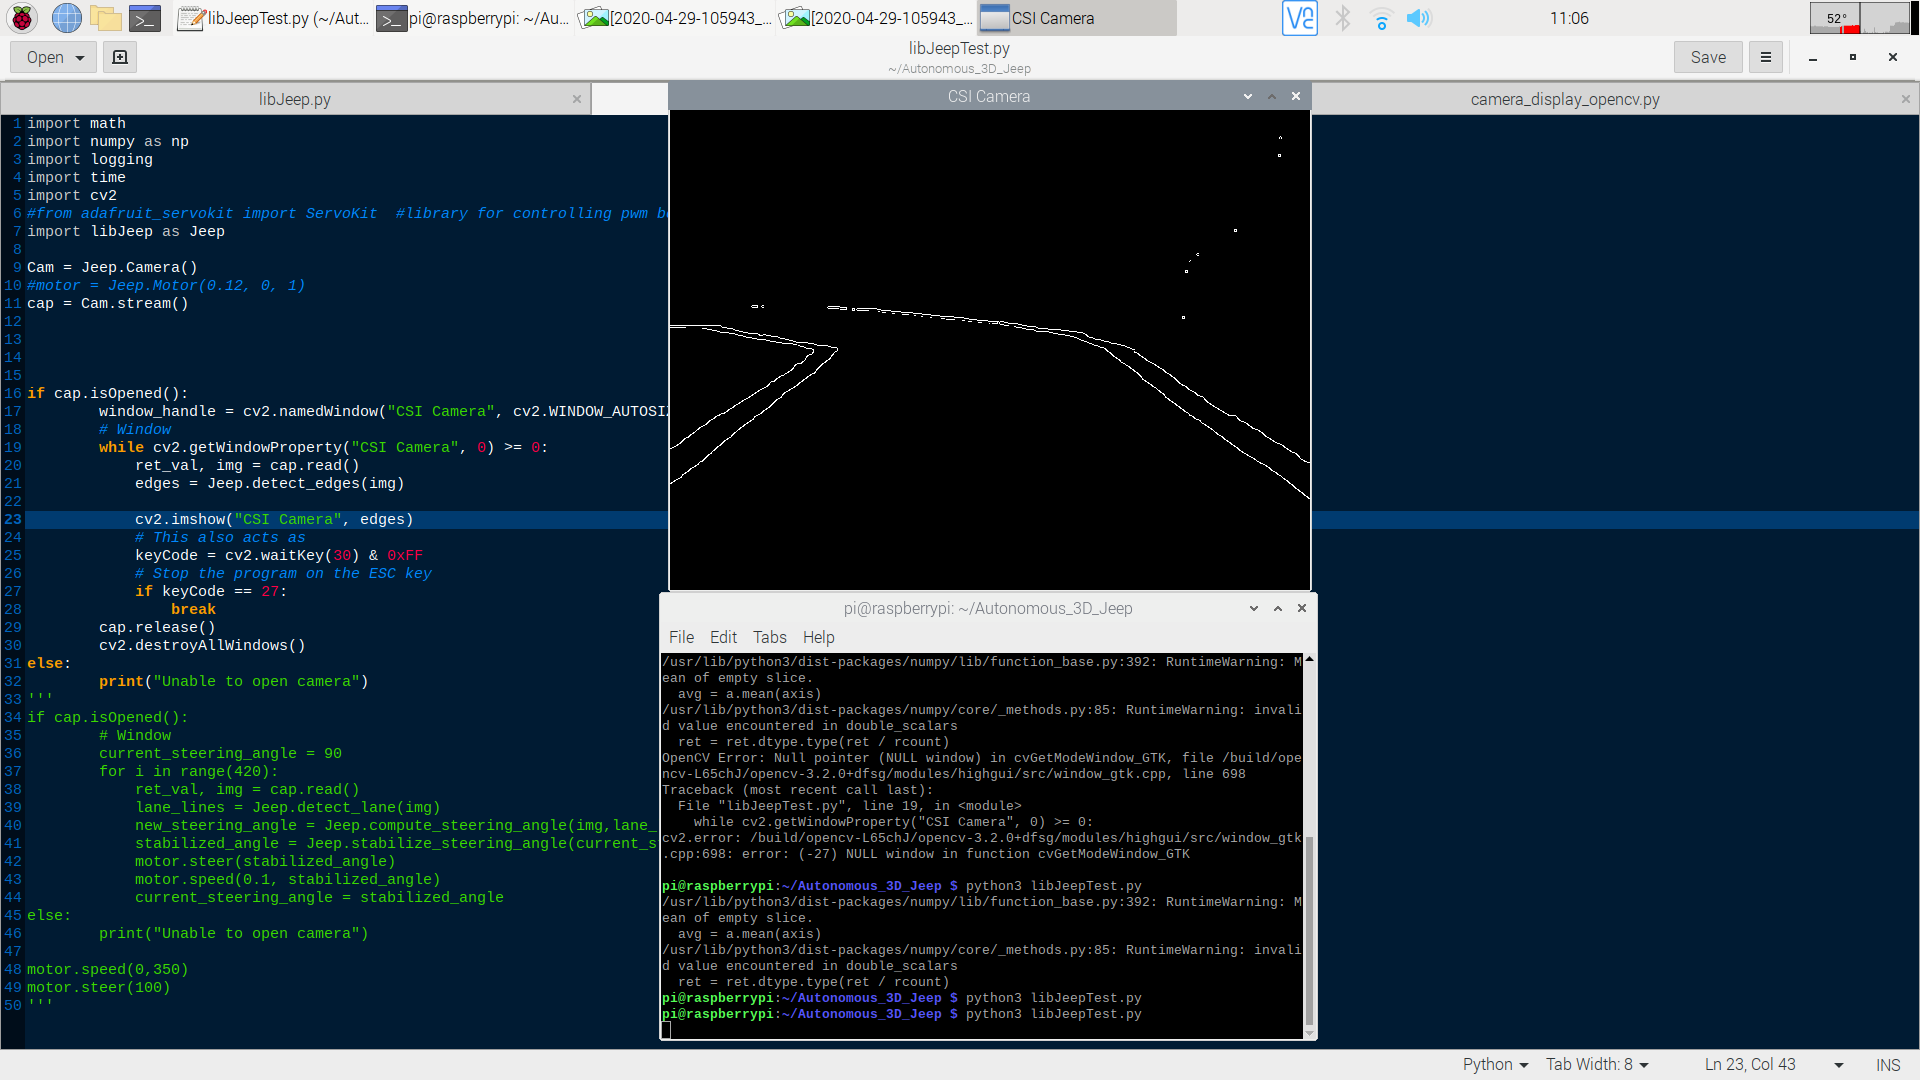 libJeepTest.py (~/Aut...
pi@raspberrypi: ~/Au...
[2020-04-29-105943_...
[2020-04-29-105943_...
CSI Camera
11:06
52°
Open
libJeepTest.py
~/Autonomous_3D_Jeep
Save
libJeep.py
camera_display_opencv.py
1 import math
2 import numpy as np
3 import logging
4 import time
5 import cv2
6 #from adafruit_servokit import ServoKit  #library for controlling pwm b
7 import libJeep as Jeep
8
9 Cam = Jeep.Camera()
10 #motor = Jeep.Motor(0.12, 0, 1)
11 cap = Cam.stream()
12
13
14
15
16 if cap.isOpened():
17         window_handle = cv2.namedWindow("CSI Camera", cv2.WINDOW_AUTOSI
18         # Window
19         while cv2.getWindowProperty("CSI Camera", 0) >= 0:
20             ret_val, img = cap.read()
21             edges = Jeep.detect_edges(img)
22
23             cv2.imshow("CSI Camera", edges)
24             # This also acts as
25             keyCode = cv2.waitKey(30) & 0xFF
26             # Stop the program on the ESC key
27             if keyCode == 27:
28                 break
29         cap.release()
30         cv2.destroyAllWindows()
31 else:
32         print("Unable to open camera")
33 '''
34 if cap.isOpened():
35         # Window
36         current_steering_angle = 90
37         for i in range(420):
38             ret_val, img = cap.read()
39             lane_lines = Jeep.detect_lane(img)
40             new_steering_angle = Jeep.compute_steering_angle(img,lane_
41             stabilized_angle = Jeep.stabilize_steering_angle(current_s
42             motor.steer(stabilized_angle)
43             motor.speed(0.1, stabilized_angle)
44             current_steering_angle = stabilized_angle
45 else:
46         print("Unable to open camera")
47
48 motor.speed(0,350)
49 motor.steer(100)
50 '''
CSI Camera
pi@raspberrypi: ~/Autonomous_3D_Jeep
File Edit Tabs Help
/usr/lib/python3/dist-packages/numpy/lib/function_base.py:392: RuntimeWarning: M
ean of empty slice.
  avg = a.mean(axis)
/usr/lib/python3/dist-packages/numpy/core/_methods.py:85: RuntimeWarning: invali
d value encountered in double_scalars
  ret = ret.dtype.type(ret / rcount)
OpenCV Error: Null pointer (NULL window) in cvGetModeWindow_GTK, file /build/ope
ncv-L65chJ/opencv-3.2.0+dfsg/modules/highgui/src/window_gtk.cpp, line 698
Traceback (most recent call last):
  File "libJeepTest.py", line 19, in <module>
    while cv2.getWindowProperty("CSI Camera", 0) >= 0:
cv2.error: /build/opencv-L65chJ/opencv-3.2.0+dfsg/modules/highgui/src/window_gtk
.cpp:698: error: (-27) NULL window in function cvGetModeWindow_GTK
pi@raspberrypi:~/Autonomous_3D_Jeep $ python3 libJeepTest.py
/usr/lib/python3/dist-packages/numpy/lib/function_base.py:392: RuntimeWarning: M
ean of empty slice.
  avg = a.mean(axis)
/usr/lib/python3/dist-packages/numpy/core/_methods.py:85: RuntimeWarning: invali
d value encountered in double_scalars
  ret = ret.dtype.type(ret / rcount)
pi@raspberrypi:~/Autonomous_3D_Jeep $ python3 libJeepTest.py
pi@raspberrypi:~/Autonomous_3D_Jeep $ python3 libJeepTest.py
Python
Tab Width: 8
Ln 23, Col 43
INS